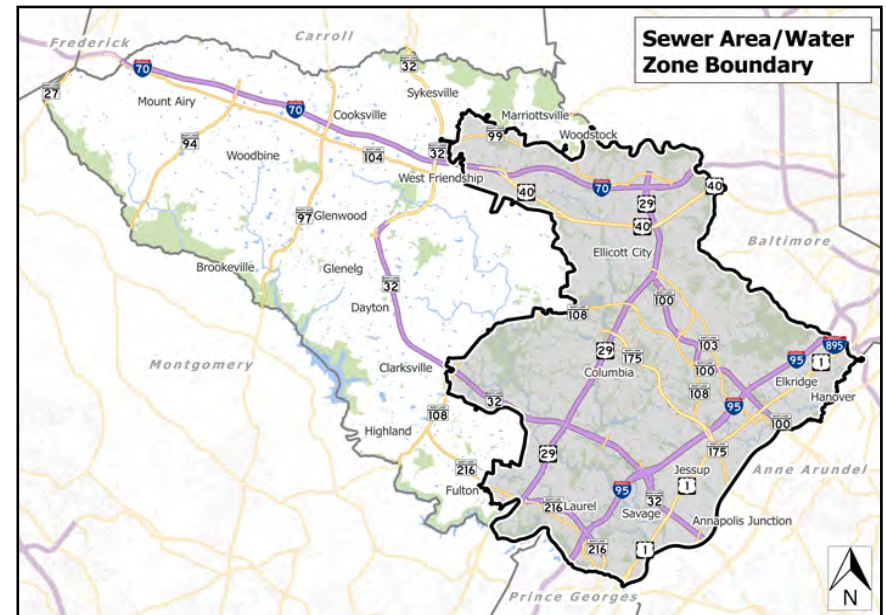 Sewer Area/Water
Zone Boundary
Frederick
Carroll
70
32
27
Sykesville
Mount Airy
70
Marriottsville
Cooksville
Woodstock
99
94
32
Woodbine
104
West Friendship
40
70
40
29
97
Glenwood
40
Baltimore
Ellicott City
Brookeville
Glenelg
32
100
Dayton
108
103
895
29
175
95
1
Montgomery
Clarksville
100
Columbia
Elkridge
32
108
Hanover
108
95
100
Highland
29
175
216
Jessup
Anne Arundel
Fulton
95
1
32
216
Laurel
Savage
Annapolis Junction
216
1
Prince Georges
N